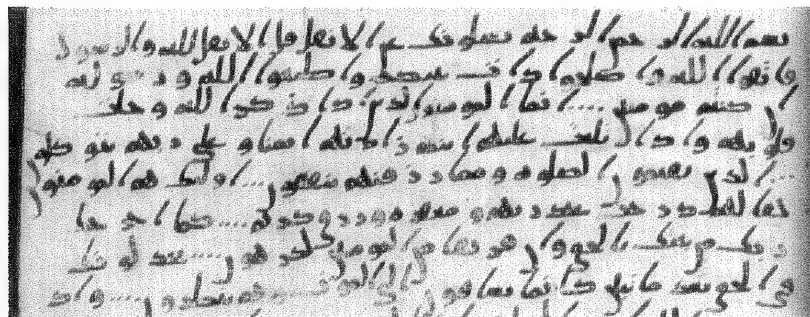 بسم الله الرحمن الرحيم يسلونك عن الانفل قل الانفل لله والرسول
فاتقوا الله واصلحوا ذات بينكم واطيعوا الله ورسوله
ان كنتم مومنين انما المومنون الذين اذا ذكر الله وجلت
قلوبهم واذا تليت عليهم ايته زادتهم ايمنا وعلى ربهم يتوكلو
ن الذين يقيمون الصلوه ومما رزقنهم ينفقون اولئك هم المومنون
حقا لهم درجت عند ربهم ومغفره ورزق كريم كما اخرجك
ربك من بيتك بالحق وان فريقا من المومنين لكرهون يجدلونك
في الحق بعد ما تبين كانما يساقون الى الموت وهم ينظرون واذ